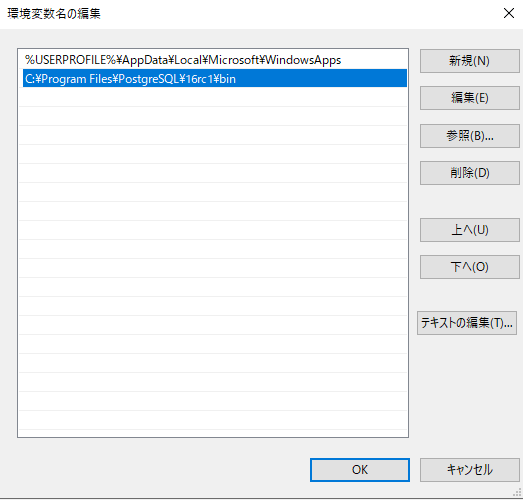 環境変数名の編集
%USERPROFILE%¥AppData¥Local¥Microsoft¥WindowsApps
C:¥Program Files¥PostgreSQL¥16rc1¥bin
新規(N)
編集(E)
参照(B)...
削除(D)
上へ(U)
下へ(O)
テキストの編集(T)...
OK
キャンセル